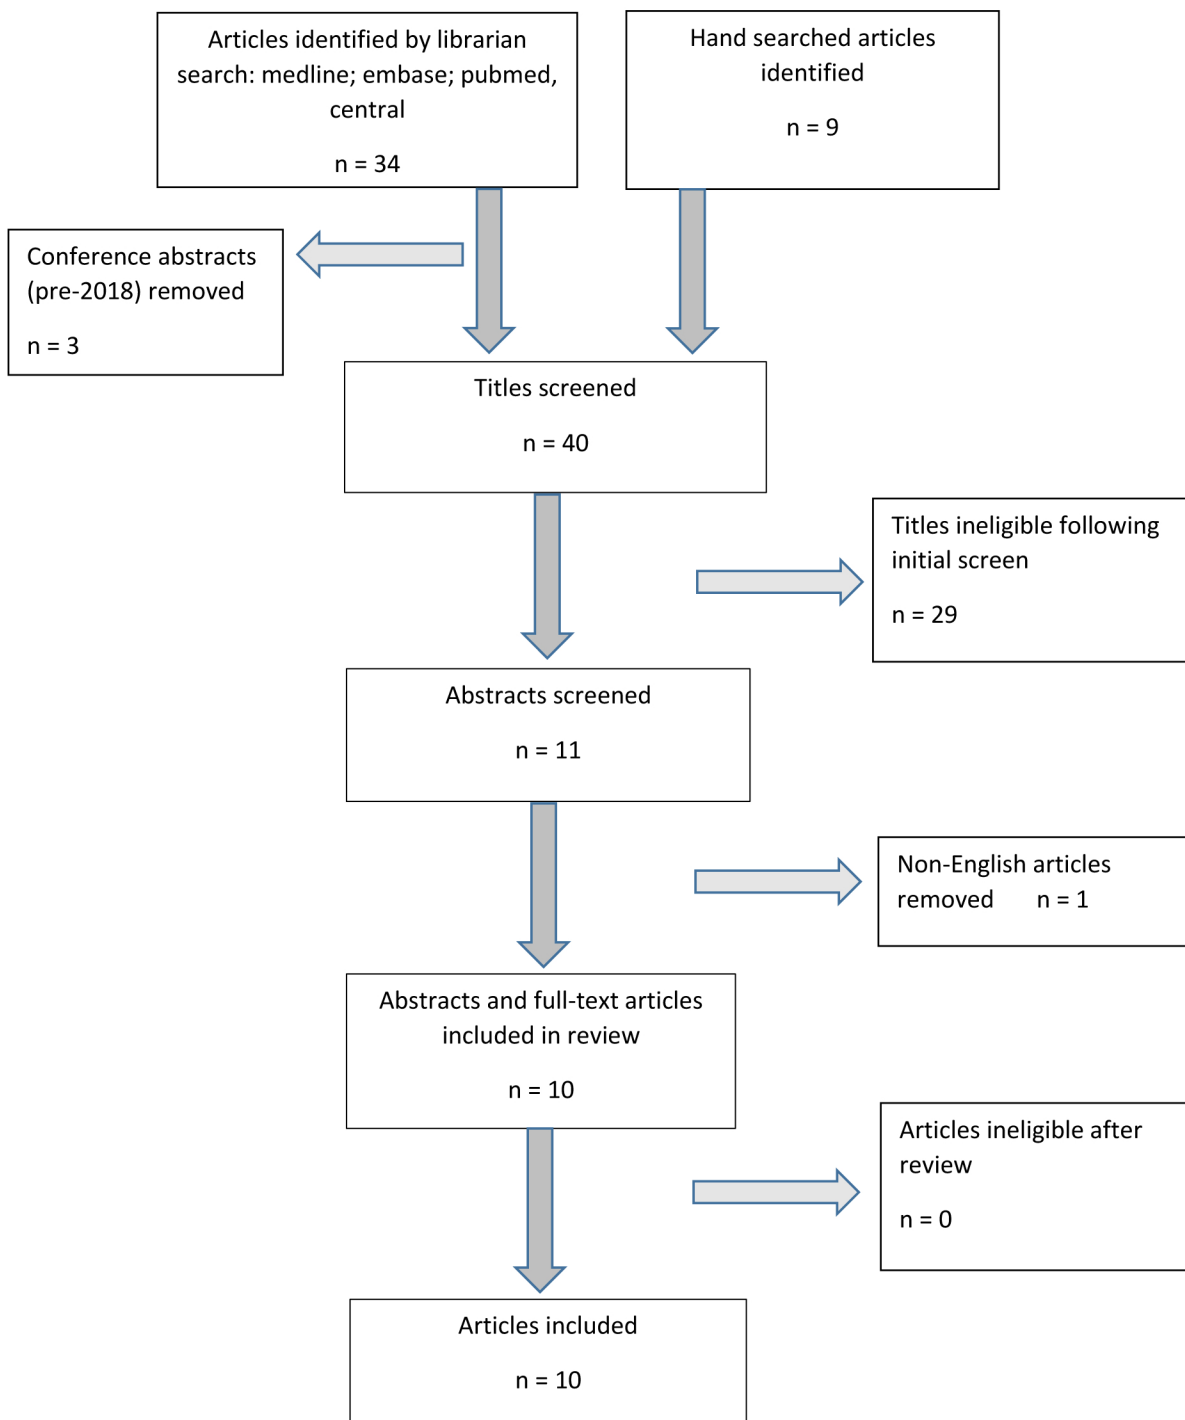 Articles identified by librarian
search: medline; embase; pubmed,
central
n = 34
Hand searched articles
identified
n = 9
Conference abstracts
(pre-2018) removed
n = 3
Titles screened
n = 40
Titles ineligible following
initial screen
n = 29
Abstracts screened
n = 11
Non-English articles
removed n = 1
Abstracts and full-text articles
included in review
n = 10
Articles ineligible after
review
n = 0
Articles included
n = 10